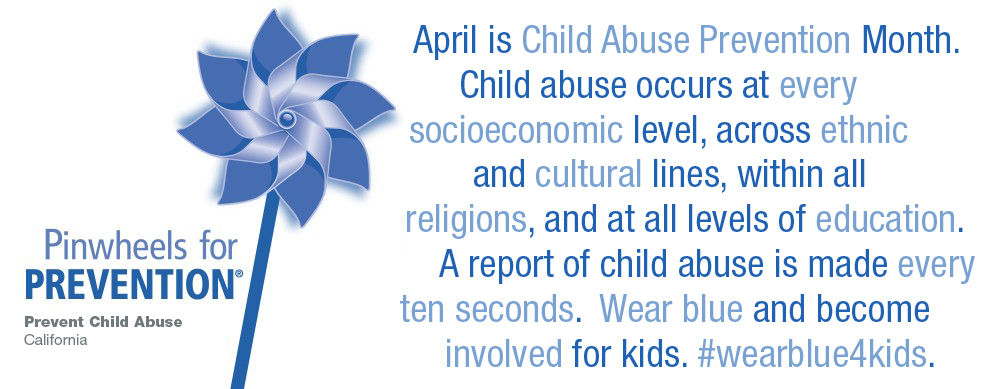 Pinwheels for
PREVENTION®
Prevent Child Abuse
California
April is Child Abuse Prevention Month.
Child abuse occurs at every
socioeconomic level, across ethnic
and cultural lines, within all
religions, and at all levels of education.
A report of child abuse is made every
ten seconds. Wear blue and become
involved for kids. #wearblue4kids.